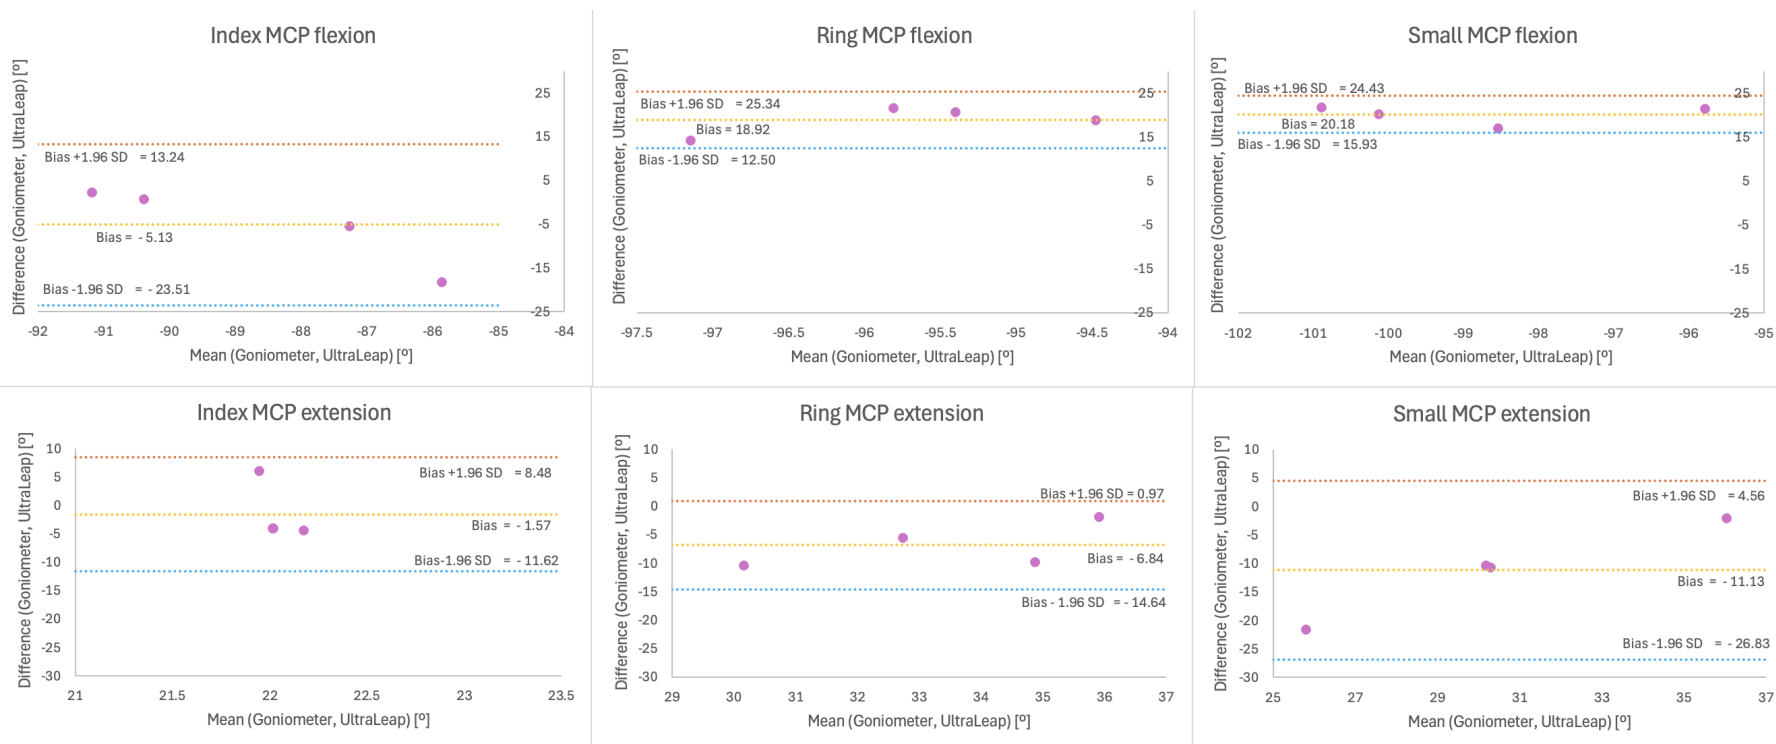 Index MCP flexion
Difference (Goniometer, UltraLeap) [º]
25
15
5
-5
-15
-25
Bias +1.96 SD = 13.24
Bias = - 5.13
Bias -1.96 SD = - 23.51
-92 -91 -90 -89 -88 -87 -86 -85 -84
Mean (Goniometer, UltraLeap) [º]
Ring MCP flexion
Difference (Goniometer, UltraLeap) [º]
25
15
5
-5
-15
-25
Bias +1.96 SD = 25.34
Bias = 18.92
Bias -1.96 SD = 12.50
-97.5 -97 -96.5 -96 -95.5 -95 -94.5 -94
Mean (Goniometer, UltraLeap) [º]
Small MCP flexion
Difference (Goniometer, UltraLeap) [º]
25
15
5
-5
-15
-25
Bias +1.96 SD = 24.43
Bias = 20.18
Bias - 1.96 SD = 15.93
-102 -101 -100 -99 -98 -97 -96 -95
Mean (Goniometer, UltraLeap) [º]
Index MCP extension
Difference (Goniometer, UltraLeap) [º]
10
5
0
-5
-10
-15
-20
-25
-30
Bias +1.96 SD = 8.48
Bias = - 1.57
Bias-1.96 SD = - 11.62
21 21.5 22 22.5 23 23.5
Mean (Goniometer, UltraLeap) [º]
Ring MCP extension
Difference (Goniometer, UltraLeap) [º]
10
5
0
-5
-10
-15
-20
-25
-30
Bias +1.96 SD = 0.97
Bias = - 6.84
Bias - 1.96 SD = - 14.64
29 30 31 32 33 34 35 36 37
Mean (Goniometer, UltraLeap) [º]
Small MCP extension
Difference (Goniometer, UltraLeap) [º]
10
5
0
-5
-10
-15
-20
-25
-30
Bias +1.96 SD = 4.56
Bias = - 11.13
Bias -1.96 SD = - 26.83
25 27 29 31 33 35 37
Mean (Goniometer, UltraLeap) [º]